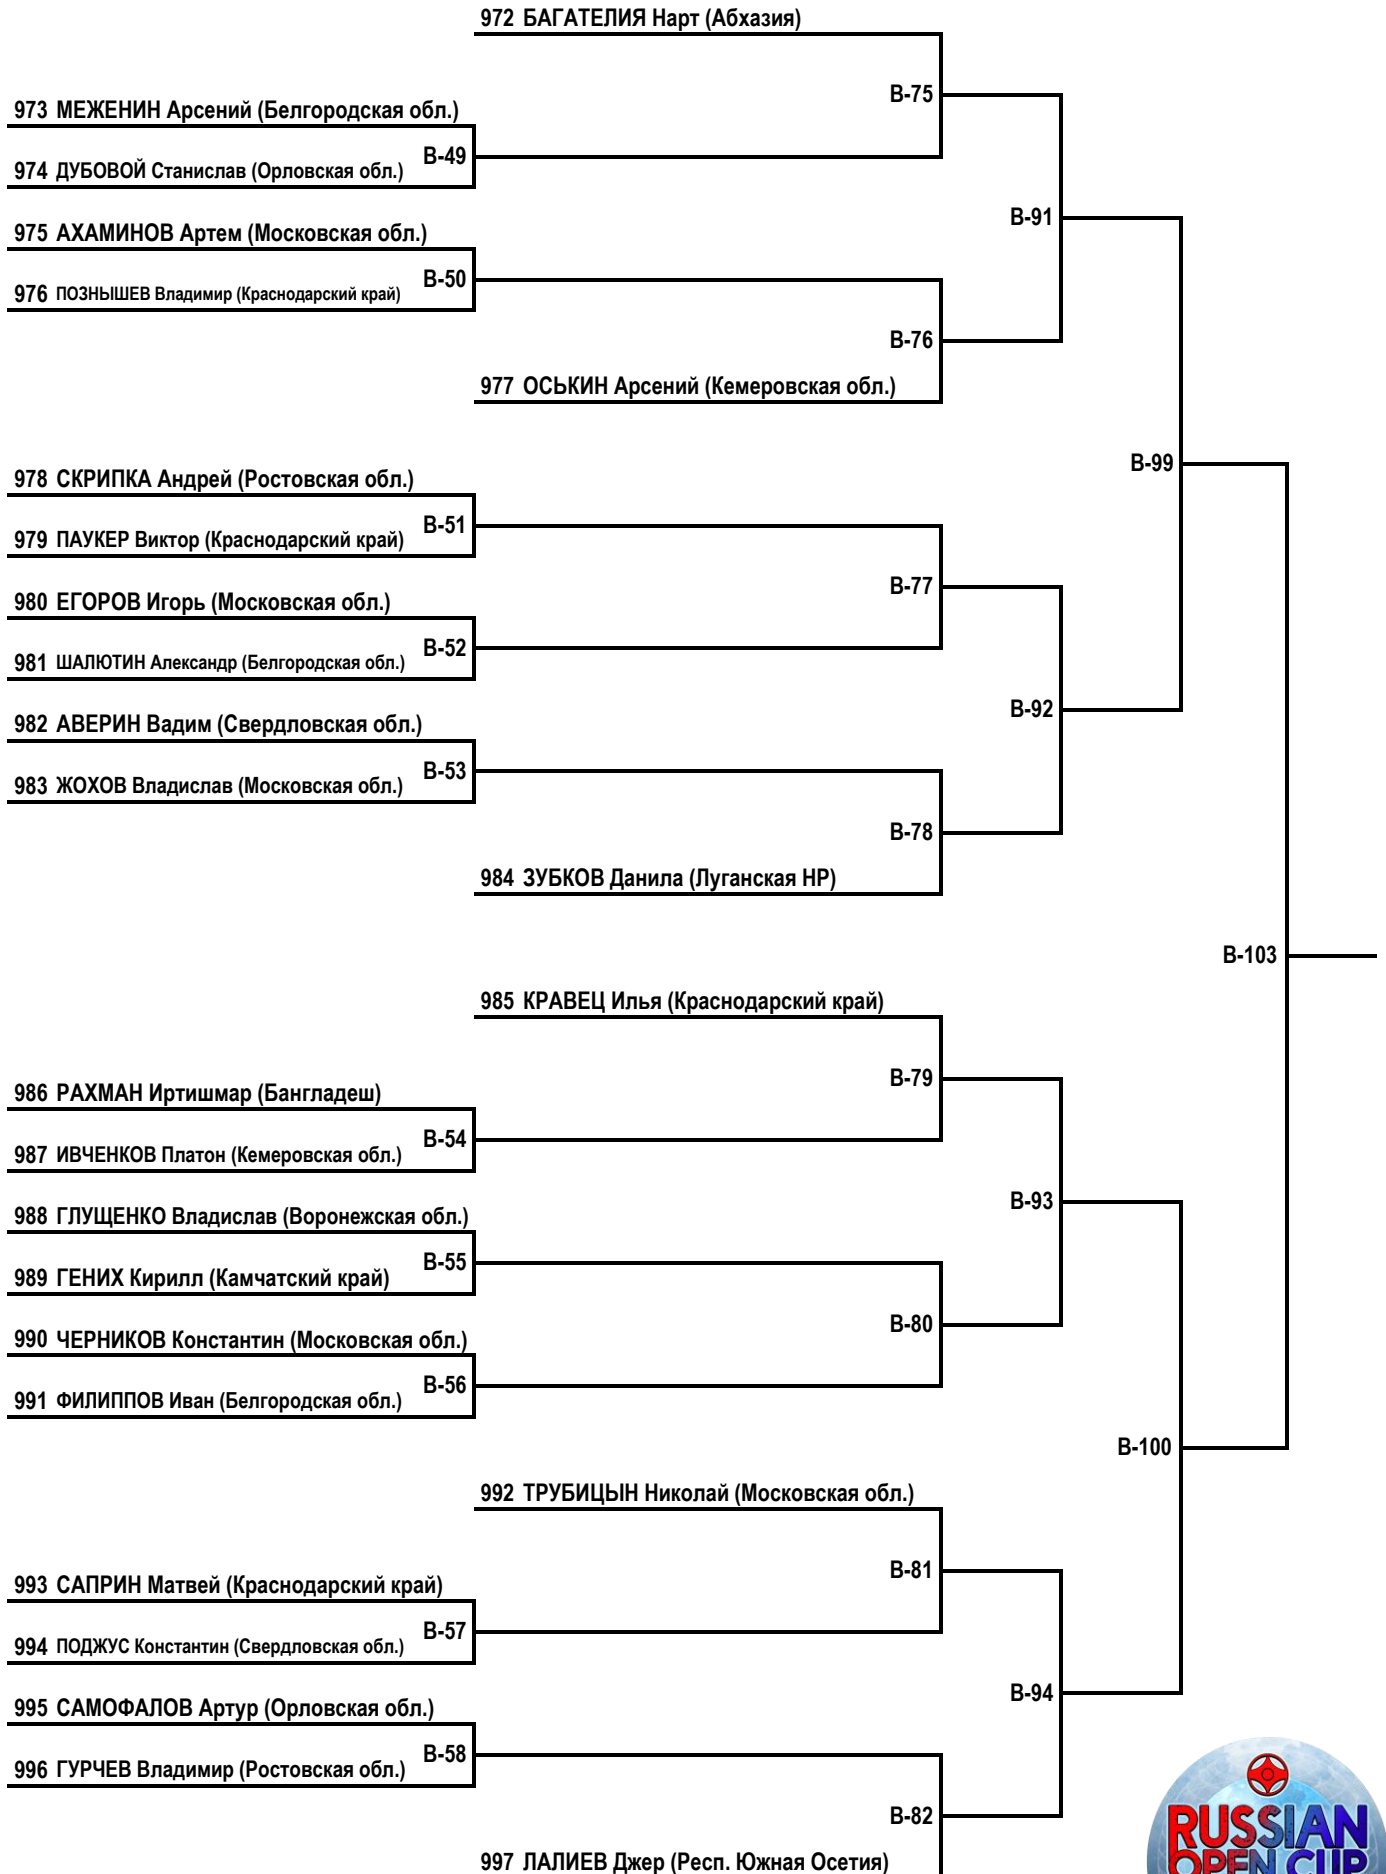 972 БАГАТЕЛИЯ Нарт (Абхазия)
B-75
973 МЕЖЕНИН Арсений (Белгородская обл.)
B-49
974 ДУБОВОЙ Станислав (Орловская обл.)
B-91
975 АХАМИНОВ Артем (Московская обл.)
B-50
976 ПОЗНЫШЕВ Владимир (Краснодарский край)
B-76
977 ОСЬКИН Арсений (Кемеровская обл.)
B-99
978 СКРИПКА Андрей (Ростовская обл.)
B-51
979 ПАУКЕР Виктор (Краснодарский край)
B-77
980 ЕГОРОВ Игорь (Московская обл.)
B-52
981 ШАЛЮТИН Александр (Белгородская обл.)
B-92
982 АВЕРИН Вадим (Свердловская обл.)
B-53
983 ЖОХОВ Владислав (Московская обл.)
B-78
984 ЗУБКОВ Данила (Луганская НР)
B-103
985 КРАВЕЦ Илья (Краснодарский край)
B-79
986 РАХМАН Иртишмар (Бангладеш)
B-54
987 ИВЧЕНКОВ Платон (Кемеровская обл.)
B-93
988 ГЛУЩЕНКО Владислав (Воронежская обл.)
B-55
989 ГЕНИХ Кирилл (Камчатский край)
B-80
990 ЧЕРНИКОВ Константин (Московская обл.)
B-56
991 ФИЛИППОВ Иван (Белгородская обл.)
B-100
992 ТРУБИЦЫН Николай (Московская обл.)
B-81
993 САПРИН Матвей (Краснодарский край)
B-57
994 ПОДЖУС Константин (Свердловская обл.)
B-94
995 САМОФАЛОВ Артур (Орловская обл.)
B-58
996 ГУРЧЕВ Владимир (Ростовская обл.)
B-82
997 ЛАЛИЕВ Джер (Респ. Южная Осетия)
RUSSIAN
OPEN CUP